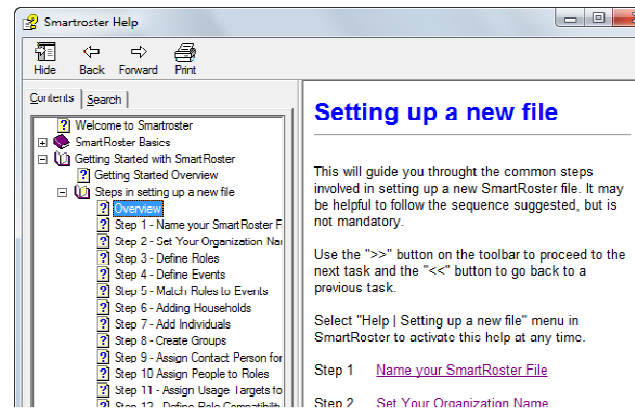 Smartroster Help
Hide Back Forward Print
Contents Search
Welcome to Smartroster
SmartRoster Basics
Getting Started with SmartRoster
Getting Started Overview
Steps in setting up a new file
Overview
Step 1 - Name your SmartRoster F
Step 2 - Set Your Organization Nar
Step 3 - Define Roles
Step 4 - Define Events
Step 5 - Match Roles to Events
Step 6 - Adding Households
Step 7 - Add Individuals
Step 8 - Create Groups
Step 9 - Assign Contact Person for
Step 10 Assign People to Roles
Step 11 - Assign Usage Targets to
Step 12 - Define Role Compatibilit
Setting up a new file
This will guide you throught the common steps
involved in setting up a new SmartRoster file. It may
be helpful to follow the sequence suggested, but is
not mandatory.
Use the ">>" button on the toolbar to proceed to the
next task and the "<<" button to go back to a
previous task.
Select "Help | Setting up a new file" menu in
SmartRoster to activate this help at any time.
Step 1 Name your SmartRoster File
Step 2 Set Your Organization Name